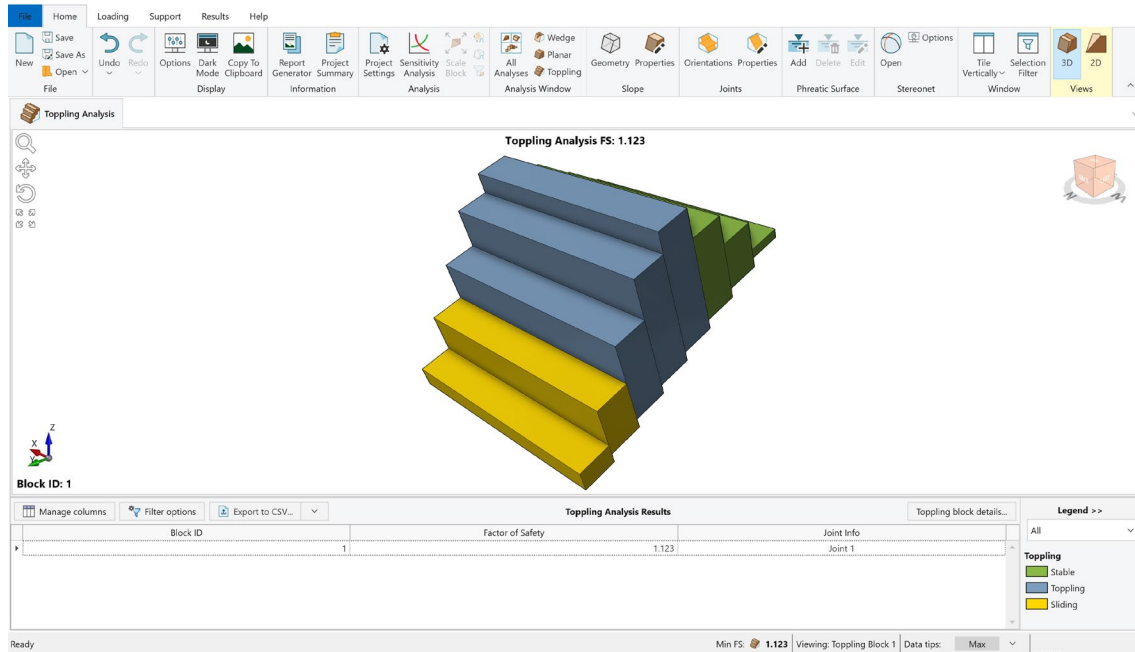 File Home Loading Support Results Help
New Save Save As Open Undo Redo Options Dark Mode Copy To Clipboard Report Generator Project Summary Project Settings Sensitivity Analysis Scale Block All Analyses Wedge Planar Toppling Geometry Properties Orientations Properties Add Delete Edit Open Options Tile Vertically Selection Filter 3D 2D
File Display Information Analysis Analysis Window Slope Joints Phreatic Surface Stereonet Window Views
Toppling Analysis
Toppling Analysis FS: 1.123
Z
X
Y
Block ID: 1
Manage columns Filter options Export to CSV... Toppling Analysis Results Toppling block details... Legend >>
Block ID Factor of Safety Joint Info All
1 1.123 Joint 1
Toppling
Stable
Toppling
Sliding
Ready Min FS: 1.123 Viewing: Toppling Block 1 Data tips: Max